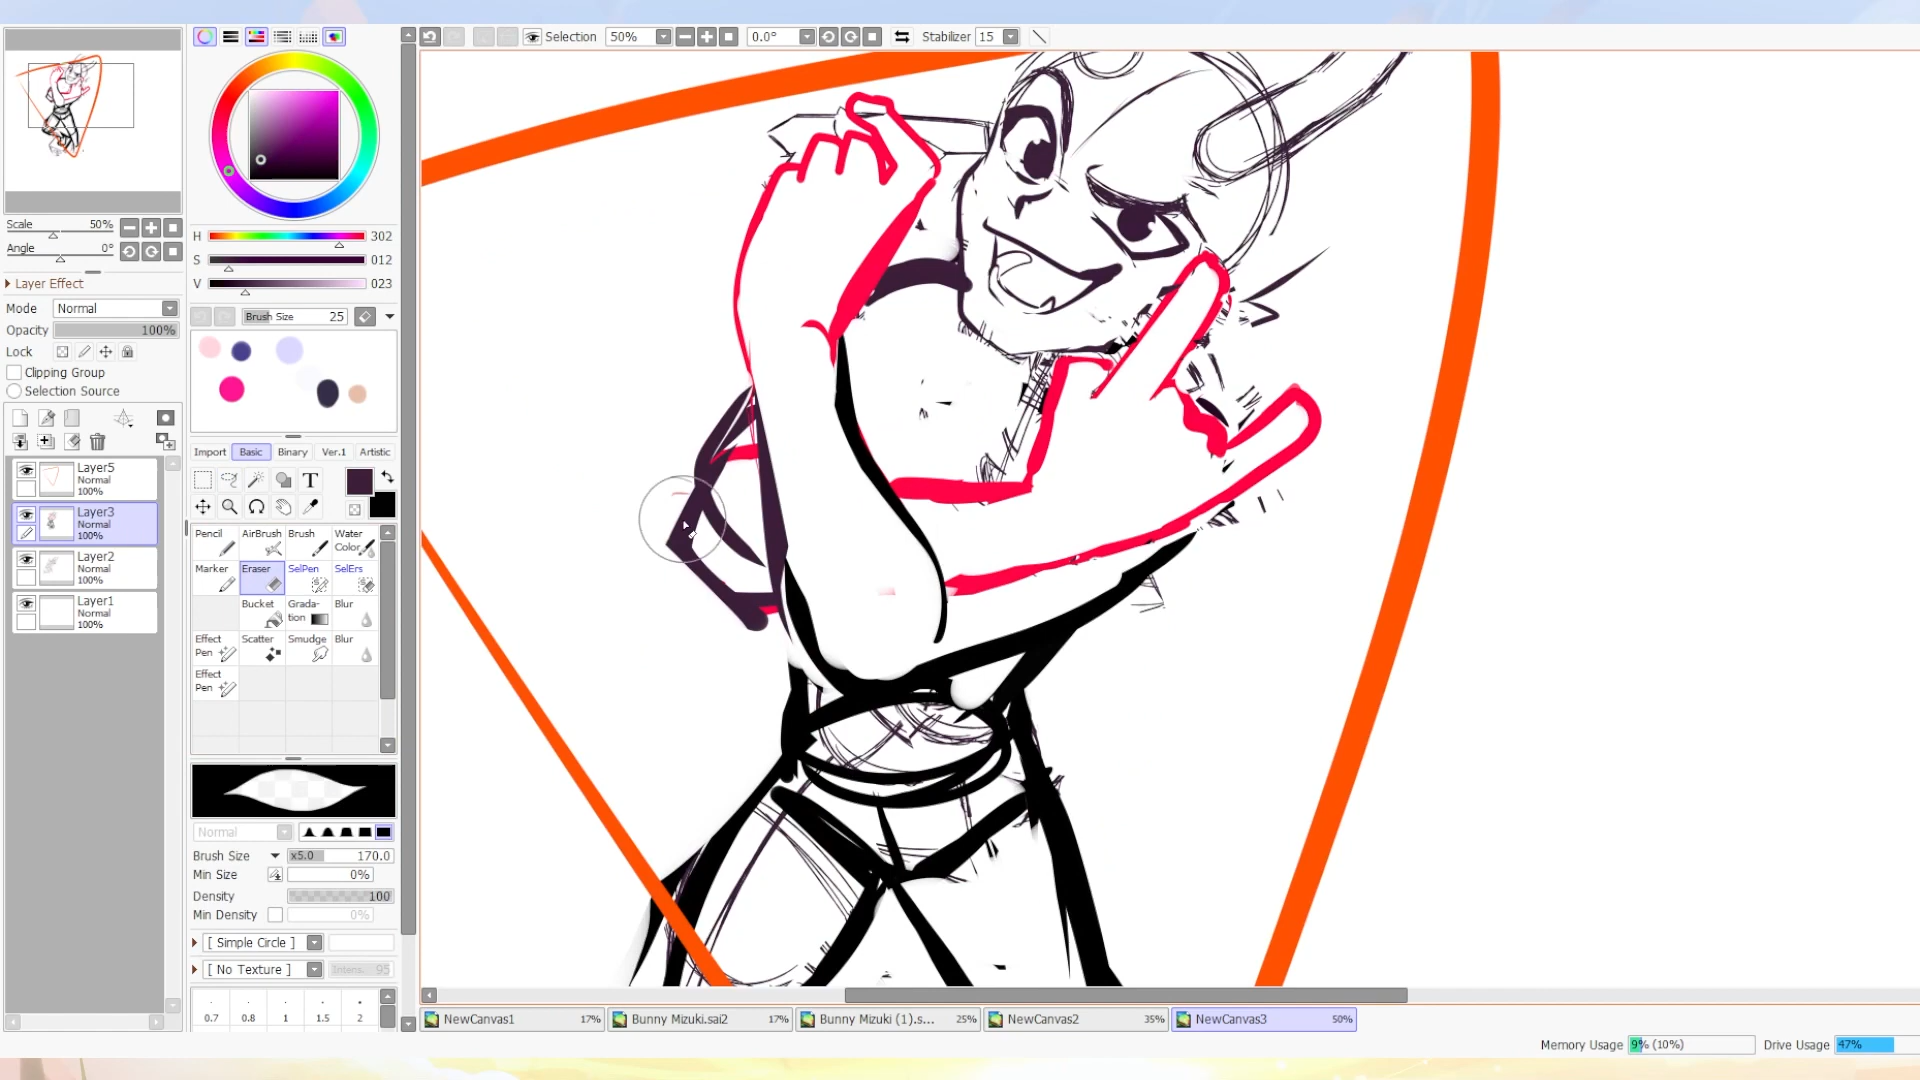 Selection 50% 0.0° Stabilizer 15
Scale 50%
Angle 0°
Layer Effect
Mode Normal
Opacity 100%
Lock
Clipping Group
Selection Source
Layer5
Normal
100%
Layer3
Normal
100%
Layer2
Normal
100%
Layer1
Normal
100%
H 302
S 012
V 023
Brush Size 25
Import Basic Binary Ver.1 Artistic
T
Pencil AirBrush Brush Water Color
Marker Eraser SelPen SelErs
Bucket Grada-tion Blur
Effect Pen Scatter Smudge Blur
Effect Pen
Normal
Brush Size x5.0 170.0
Min Size 0%
Density 100
Min Density 0%
[ Simple Circle ]
[ No Texture ] Intens. 95
0.7 0.8 1 1.5 2
NewCanvas1 17% Bunny Mizuki.sai2 17% Bunny Mizuki (1).s... 25% NewCanvas2 35% NewCanvas3 50%
Memory Usage 9% (10%) Drive Usage 47%